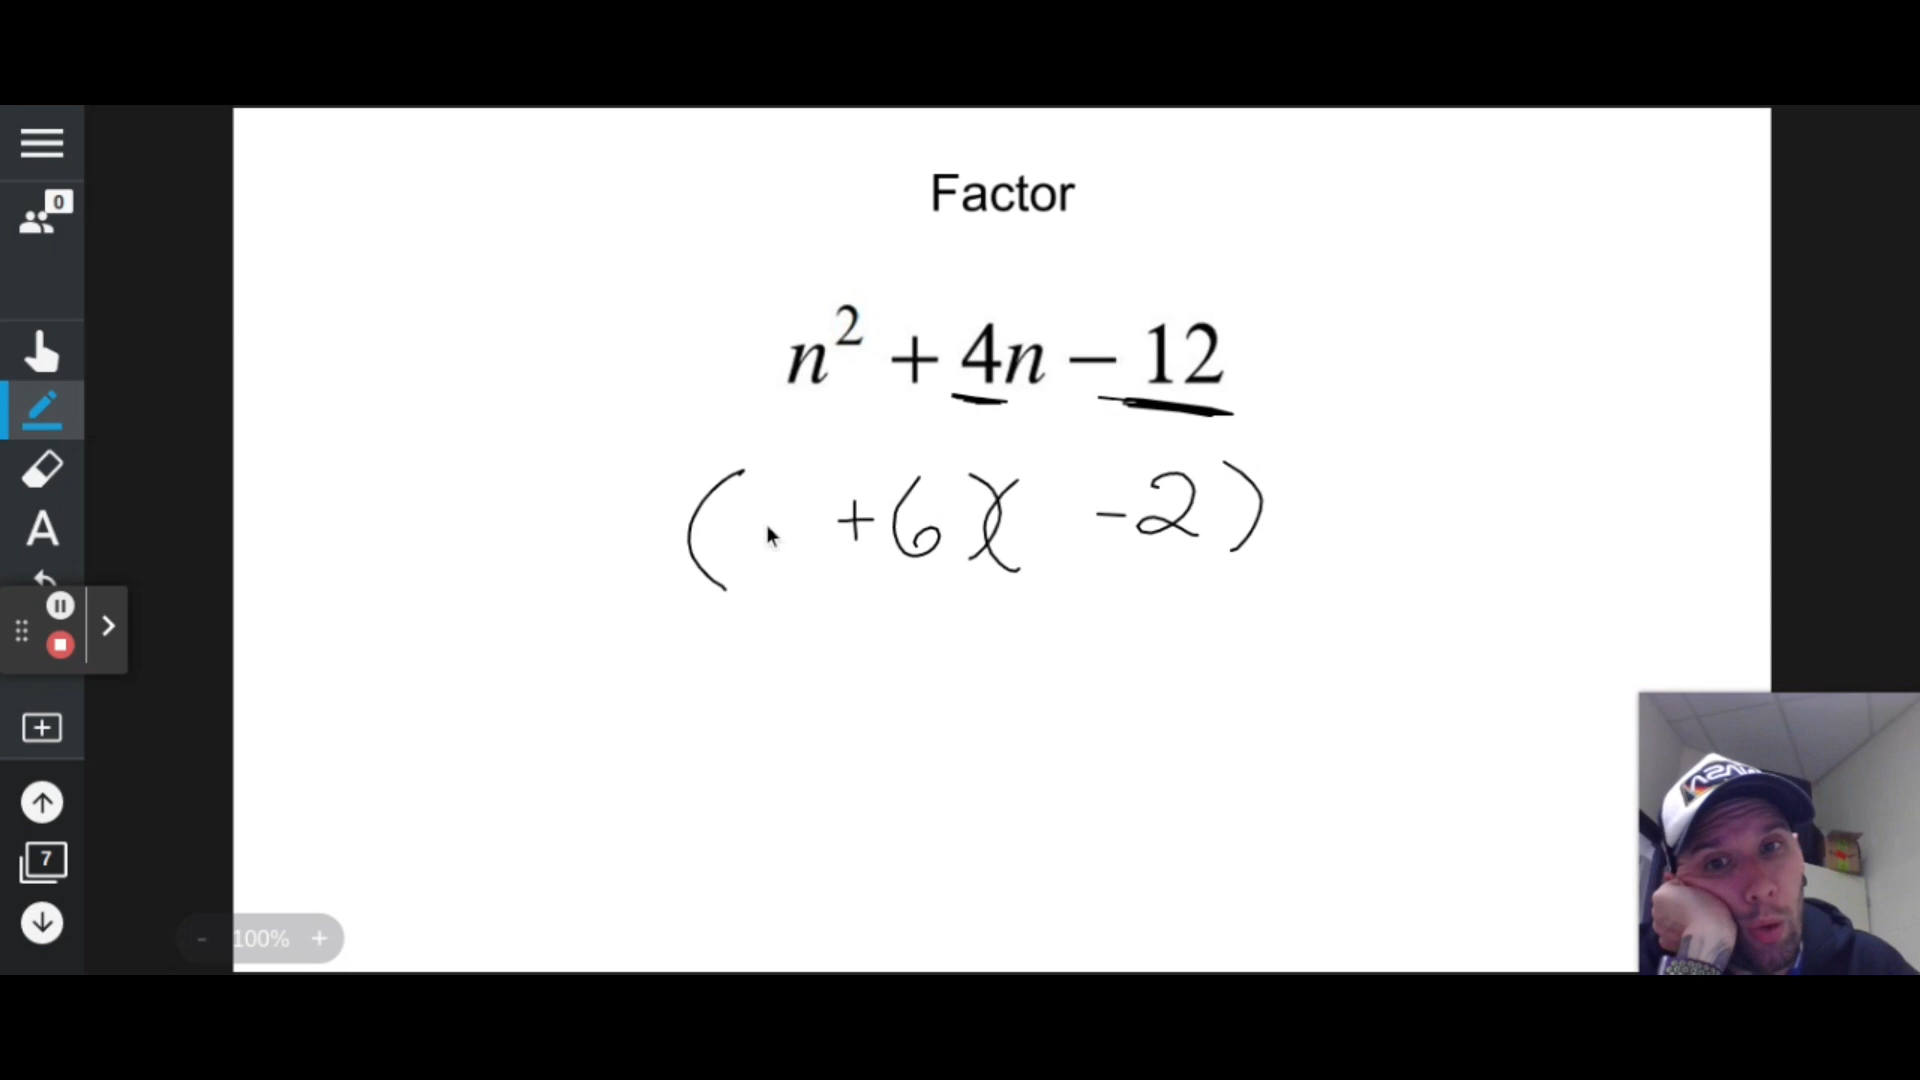 0
Factor
n² + 4n − 12
( +6)( -2)
A
7
- 100% +